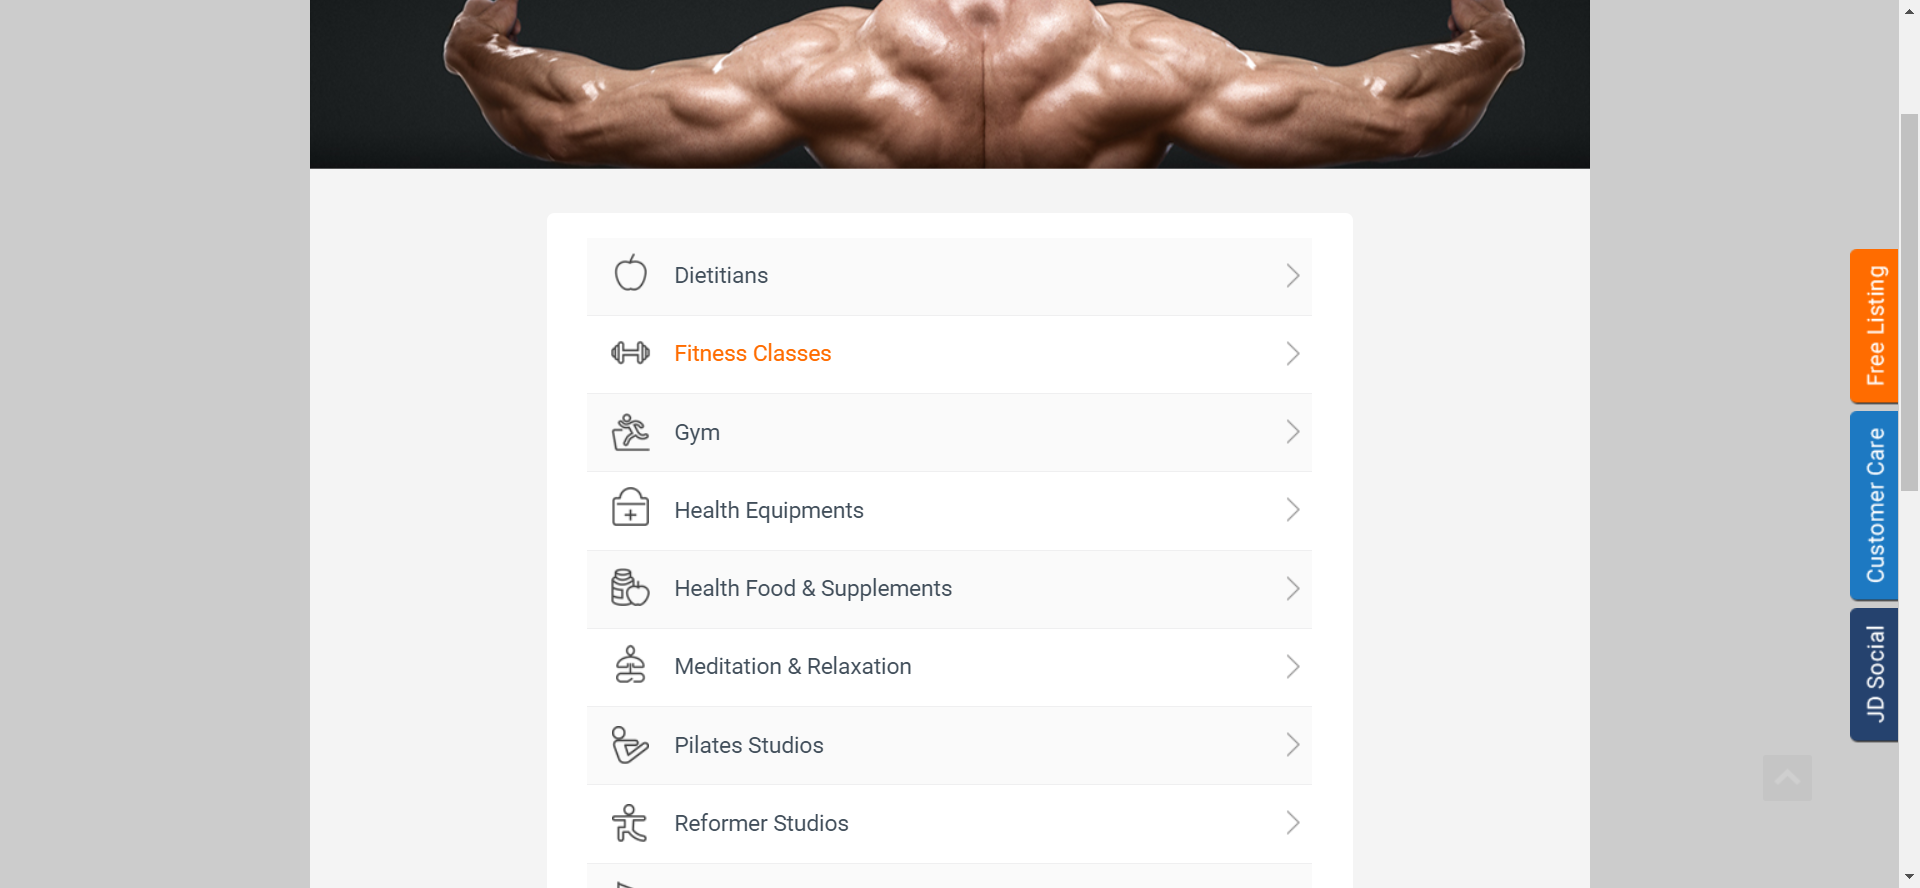 Dietitians
Fitness Classes
Gym
Health Equipments
Health Food & Supplements
Meditation & Relaxation
Pilates Studios
Reformer Studios
Free Listing
Customer Care
JD Social